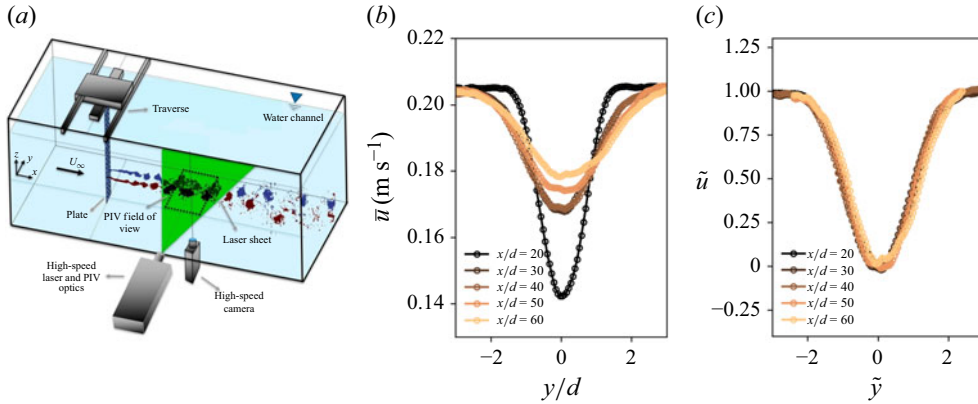 (a)
Traverse
Water channel
z
y
x
U∞
Plate
PIV field of
view
Laser sheet
High-speed
laser and PIV
optics
High-speed
camera
(b)
0.22
0.20
0.18
0.16
0.14
u̅ (m s⁻¹)
x/d = 20
x/d = 30
x/d = 40
x/d = 50
x/d = 60
−2
0
2
y/d
(c)
1.00
0.75
0.50
0.25
0
−0.25
ũ
x/d = 20
x/d = 30
x/d = 40
x/d = 50
x/d = 60
−2
0
2
ỹ